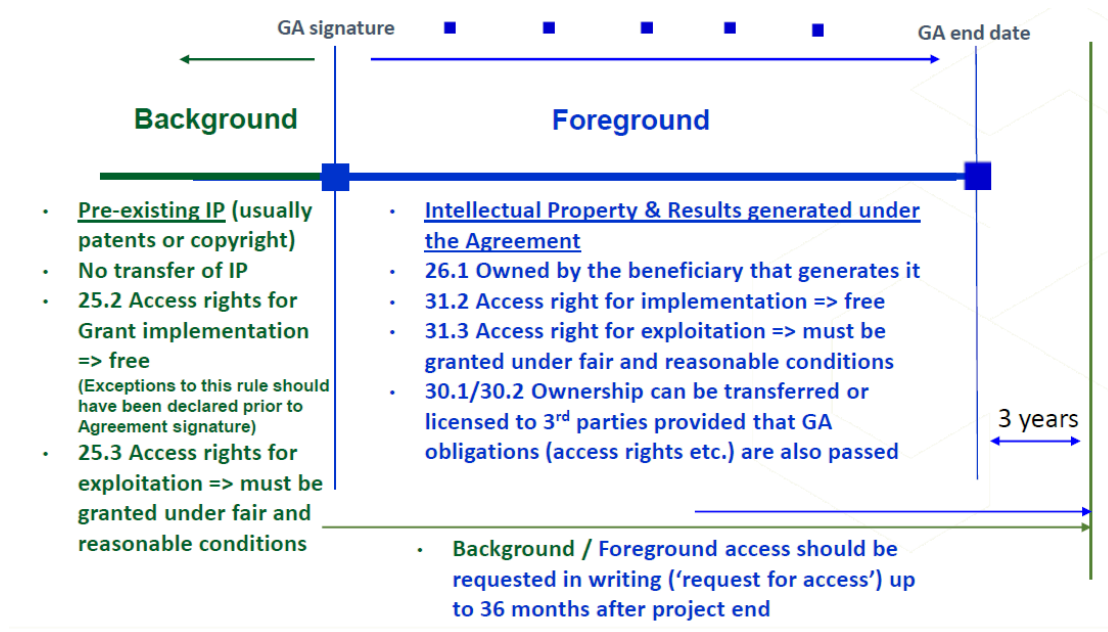 GA signature
GA end date
Background
Foreground
• Pre-existing IP (usually
patents or copyright)
• No transfer of IP
• 25.2 Access rights for
Grant implementation
=> free
(Exceptions to this rule should
have been declared prior to
Agreement signature)
• 25.3 Access rights for
exploitation => must be
granted under fair and
reasonable conditions
• Intellectual Property & Results generated under
the Agreement
• 26.1 Owned by the beneficiary that generates it
• 31.2 Access right for implementation => free
• 31.3 Access right for exploitation => must be
granted under fair and reasonable conditions
• 30.1/30.2 Ownership can be transferred or
licensed to 3rd parties provided that GA
obligations (access rights etc.) are also passed
3 years
• Background / Foreground access should be
requested in writing (‘request for access’) up
to 36 months after project end